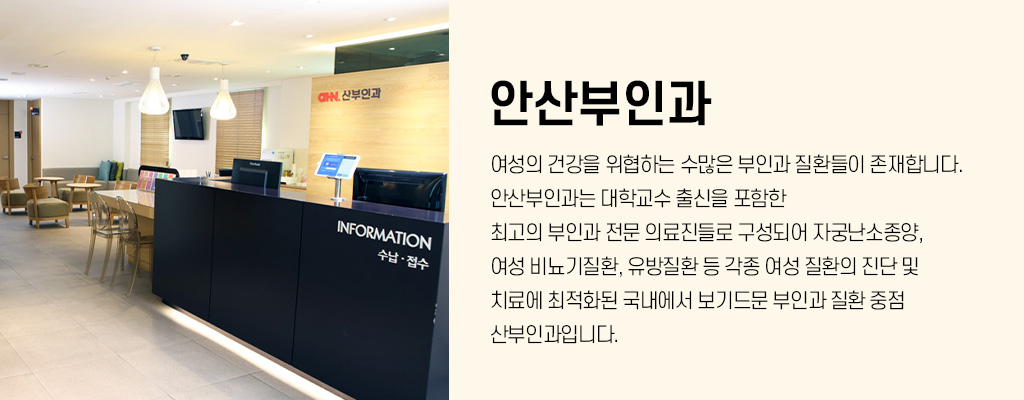 AHN. 산부인과
INFORMATION
수납 · 접수
안산부인과
여성의 건강을 위협하는 수많은 부인과 질환들이 존재합니다.
안산부인과는 대학교수 출신을 포함한
최고의 부인과 전문 의료진들로 구성되어 자궁난소종양,
여성 비뇨기질환, 유방질환 등 각종 여성 질환의 진단 및
치료에 최적화된 국내에서 보기드문 부인과 질환 중점
산부인과입니다.